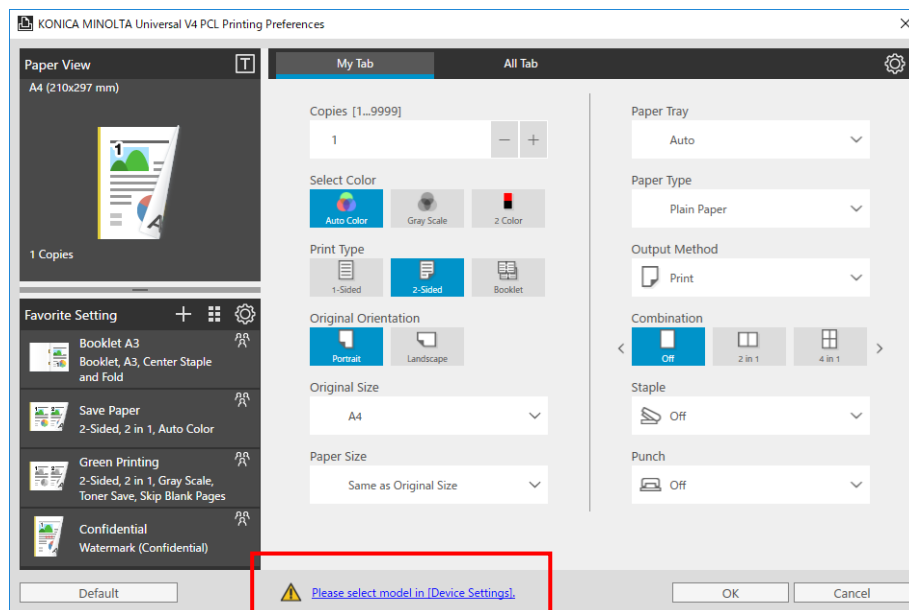 KONICA MINOLTA Universal V4 PCL Printing Preferences
Paper View
T
A4 (210x297 mm)
1
1 Copies
Favorite Setting
Booklet A3
Booklet, A3, Center Staple
and Fold
Save Paper
2-Sided, 2 in 1, Auto Color
Green Printing
2-Sided, 2 in 1, Gray Scale,
Toner Save, Skip Blank Pages
Confidential
Watermark (Confidential)
Default
My Tab
All Tab
Copies [1...9999]
1
Select Color
Auto Color
Gray Scale
2 Color
Print Type
1-Sided
2-Sided
Booklet
Original Orientation
Portrait
Landscape
Original Size
A4
Paper Size
Same as Original Size
Paper Tray
Auto
Paper Type
Plain Paper
Output Method
Print
Combination
Off
2 in 1
4 in 1
Staple
Off
Punch
Off
Please select model in [Device Settings].
OK
Cancel